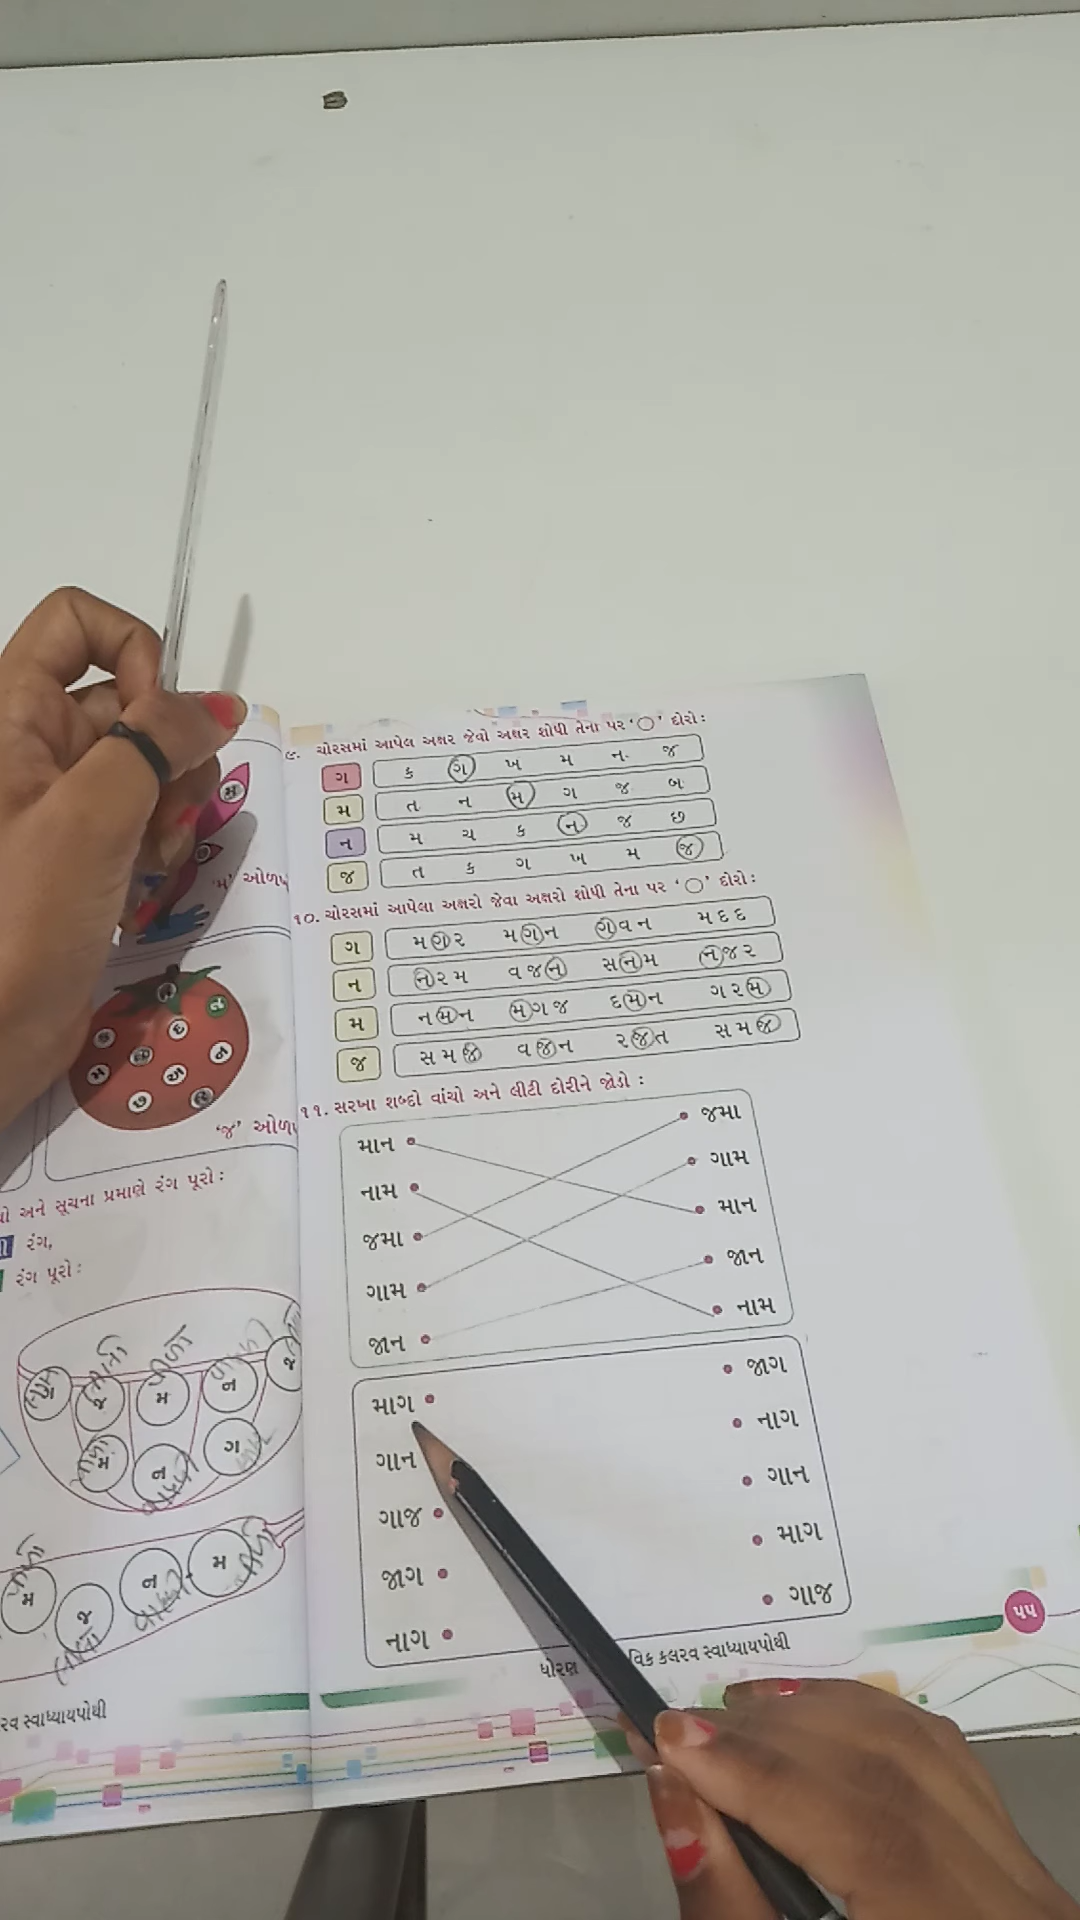 ૯. ચોરસમાં આપેલ અક્ષર જેવો અક્ષર શોધી તેના પર '○' દોરો :
ગ ક ગ ખ મ ન જ
મ ત ન મ ગ જ બ
ન મ ચ ક ન જ છ
જ ત ક ગ ખ મ જ
૧૦. ચોરસમાં આપેલા અક્ષરો જેવા અક્ષરો શોધી તેના પર '○' દોરો :
ગ મગર મગન ગવન મદદ
ન નરમ વજન સનમ નજર
મ નમન મગજ દમન ગરમ
જ સમજ વજન રજત સમજ
૧૧. સરખા શબ્દો વાંચો અને લીટી દોરીને જોડો :
માન જમા
નામ ગામ
જમા માન
ગામ જાન
જાન નામ
માગ જાગ
ગાન નાગ
ગાજ ગાન
જાગ માગ
નાગ ગાજ
ધોરણ વિક કલરવ સ્વાધ્યાયપોથી
૫૫
'મ' ઓળખ
'જ' ઓળ
અને સૂચના પ્રમાણે રંગ પૂરો :
રંગ,
રંગ પૂરો :
મ ન
મ ન ગ
મ જ ન મ
રવ સ્વાધ્યાયપોથી